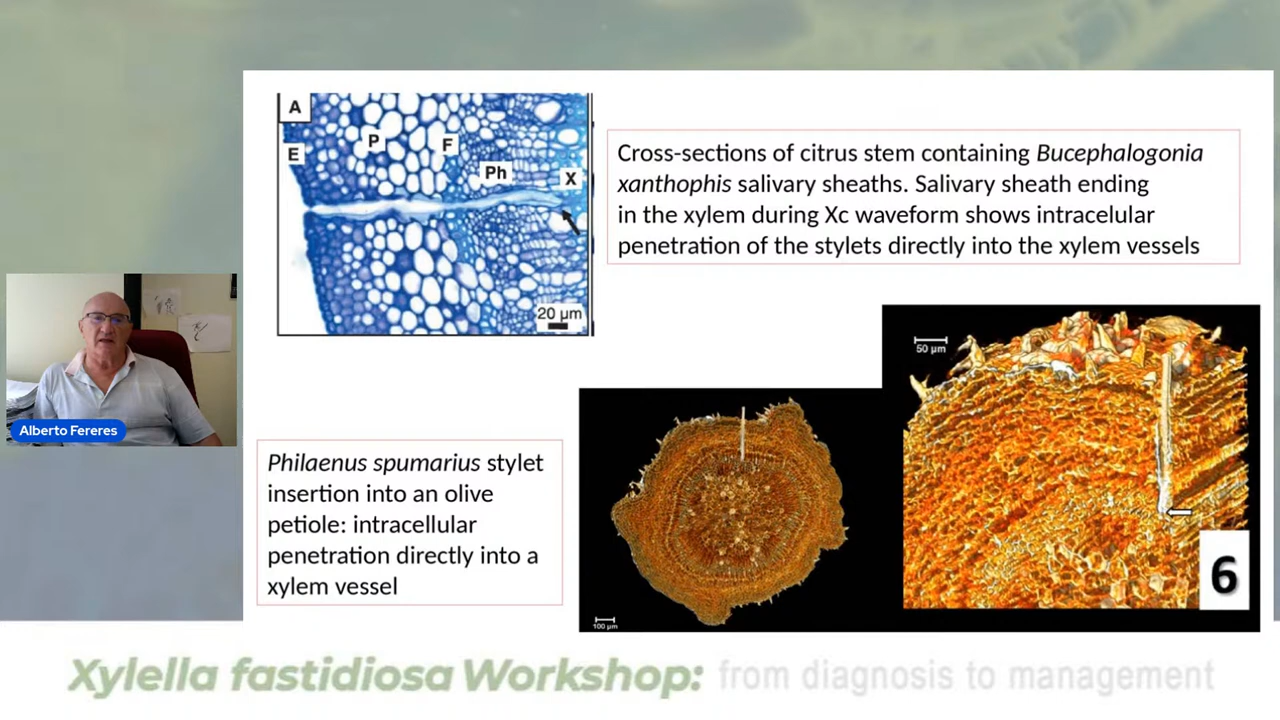 A
E
P
F
Ph
X
20 µm
Cross-sections of citrus stem containing Bucephalogonia
xanthophis salivary sheaths. Salivary sheath ending
in the xylem during Xc waveform shows intracelular
penetration of the stylets directly into the xylem vessels
50 µm
Alberto Fereres
Philaenus spumarius stylet
insertion into an olive
petiole: intracellular
penetration directly into a
xylem vessel
100 µm
6
Xylella fastidiosa Workshop: from diagnosis to management